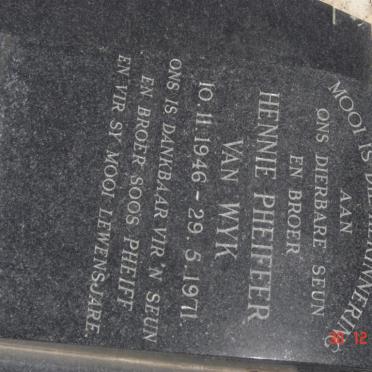 MOOI IS DIE HERINNERING
AAN
ONS DIERBARE SEUN
EN BROER
HENNIE PHEIFFER
VAN WYK
10.11.1946 - 29.5.1971
ONS IS DANKBAAR VIR 'N SEUN
EN BROER SOOS PHEIFF
EN VIR SY MOOI LEWENSJARE
12